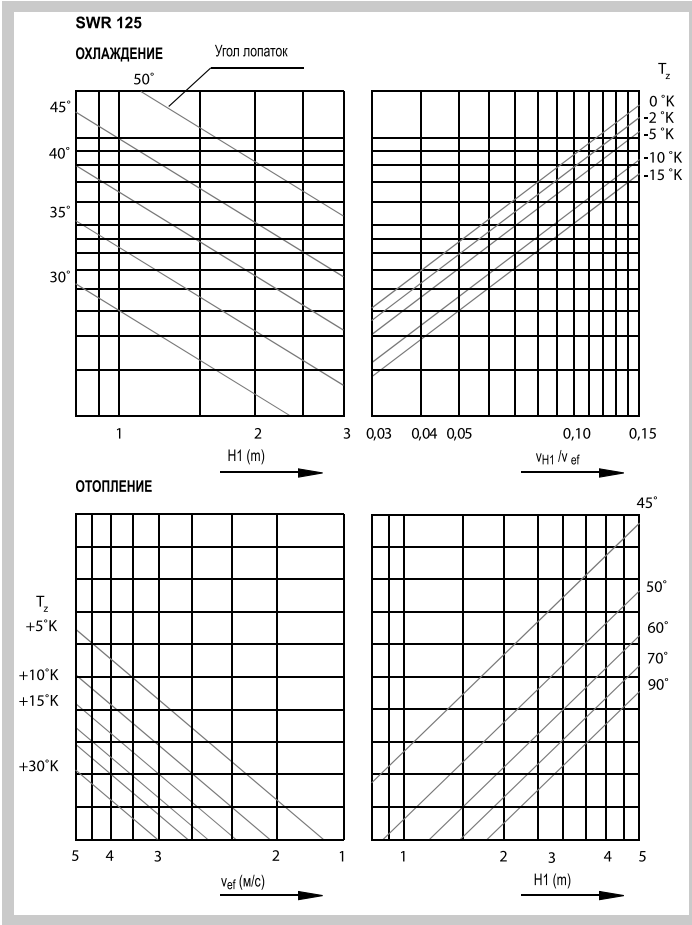 SWR 125
ОХЛАЖДЕНИЕ
Угол лопаток
50˚
45˚
40˚
35˚
30˚
1 2 3
H1 (m)
Tz
0 ˚K
-2 ˚K
-5 ˚K
-10 ˚K
-15 ˚K
0,03 0,04 0,05 0,10 0,15
vH1 /v ef
ОТОПЛЕНИЕ
Tz
+5˚K
+10˚K
+15˚K
+30˚K
5 4 3 2 1
vef (м/с)
45˚
50˚
60˚
70˚
90˚
1 2 3 4 5
H1 (m)